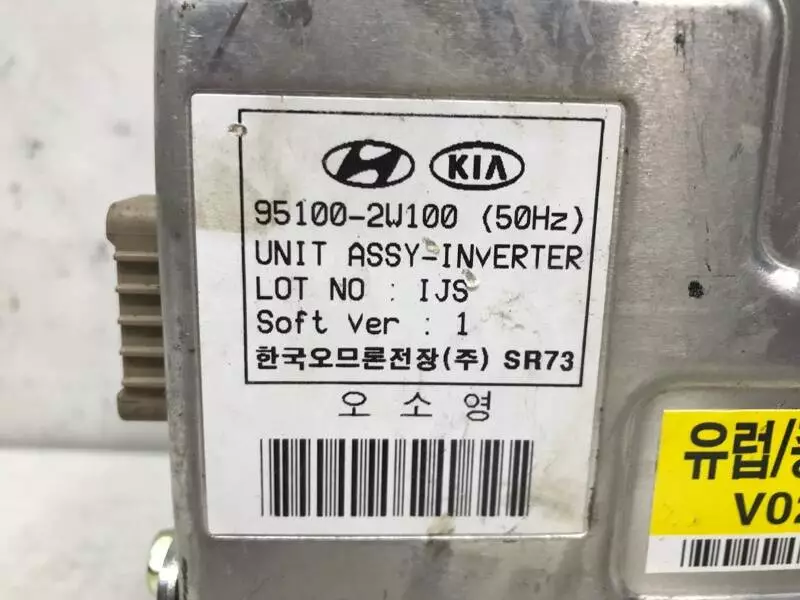 KIA
95100-2W100 (50Hz)
UNIT ASSY-INVERTER
LOT NO : IJS
Soft Ver : 1
한국오므론전장(주) SR73
오소영
유럽/
V02